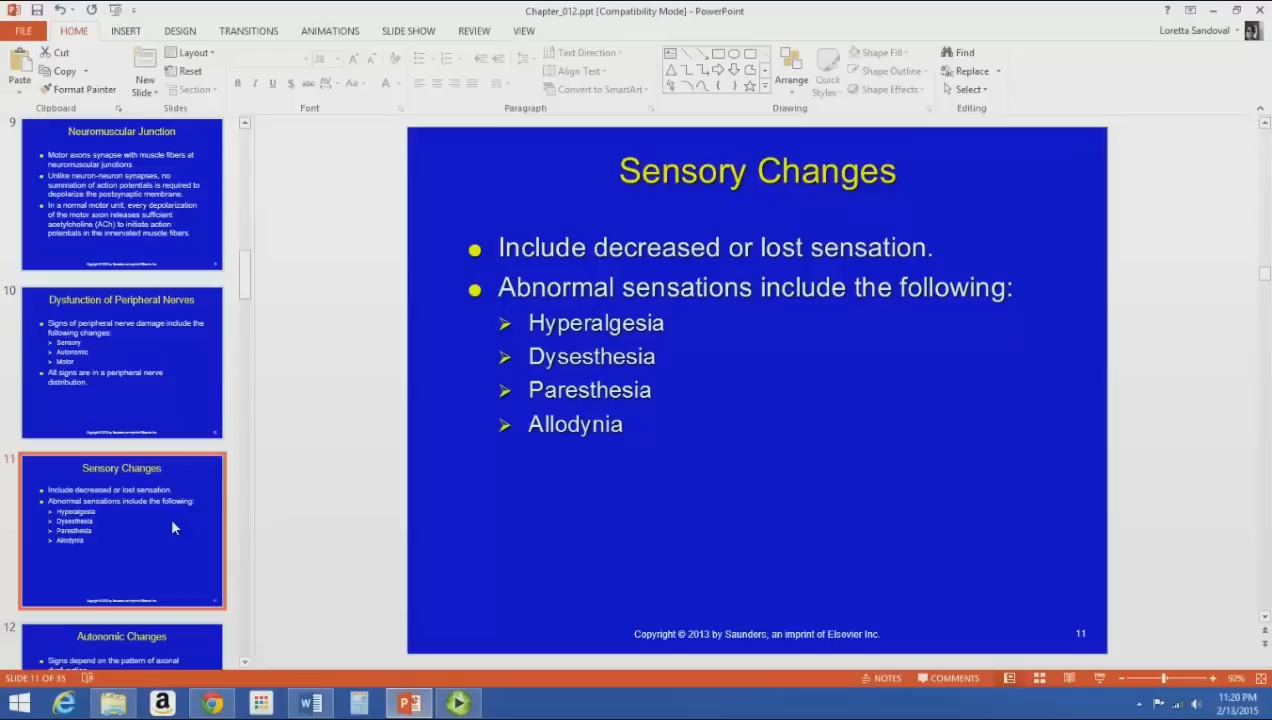 Chapter_012.ppt [Compatibility Mode] - PowerPoint
FILE HOME INSERT DESIGN TRANSITIONS ANIMATIONS SLIDE SHOW REVIEW VIEW
Loretta Sandoval
Paste
Cut
Copy
Format Painter
Clipboard
New Slide
Layout
Reset
Section
Slides
28
B I U S abc AV Aa A
Font
Text Direction
Align Text
Convert to SmartArt
Paragraph
Arrange
Quick Styles
Shape Fill
Shape Outline
Shape Effects
Drawing
Find
Replace
Select
Editing
9
Neuromuscular Junction
Motor axons synapse with muscle fibers at
neuromuscular junctions.
Unlike neuron-neuron synapses, no
summation of action potentials is required to
depolarize the postsynaptic membrane.
In a normal motor unit, every depolarization
of the motor axon releases sufficient
acetylcholine (ACh) to initiate action
potentials in the innervated muscle fibers.
10
Dysfunction of Peripheral Nerves
Signs of peripheral nerve damage include the
following changes:
Sensory
Autonomic
Motor
All signs are in a peripheral nerve
distribution.
11
Sensory Changes
Include decreased or lost sensation.
Abnormal sensations include the following:
Hyperalgesia
Dysesthesia
Paresthesia
Allodynia
12
Autonomic Changes
Signs depend on the pattern of axonal
Sensory Changes
Include decreased or lost sensation.
Abnormal sensations include the following:
Hyperalgesia
Dysesthesia
Paresthesia
Allodynia
Copyright © 2013 by Saunders, an imprint of Elsevier Inc.
11
SLIDE 11 OF 35
NOTES
COMMENTS
92%
11:20 PM
2/13/2015